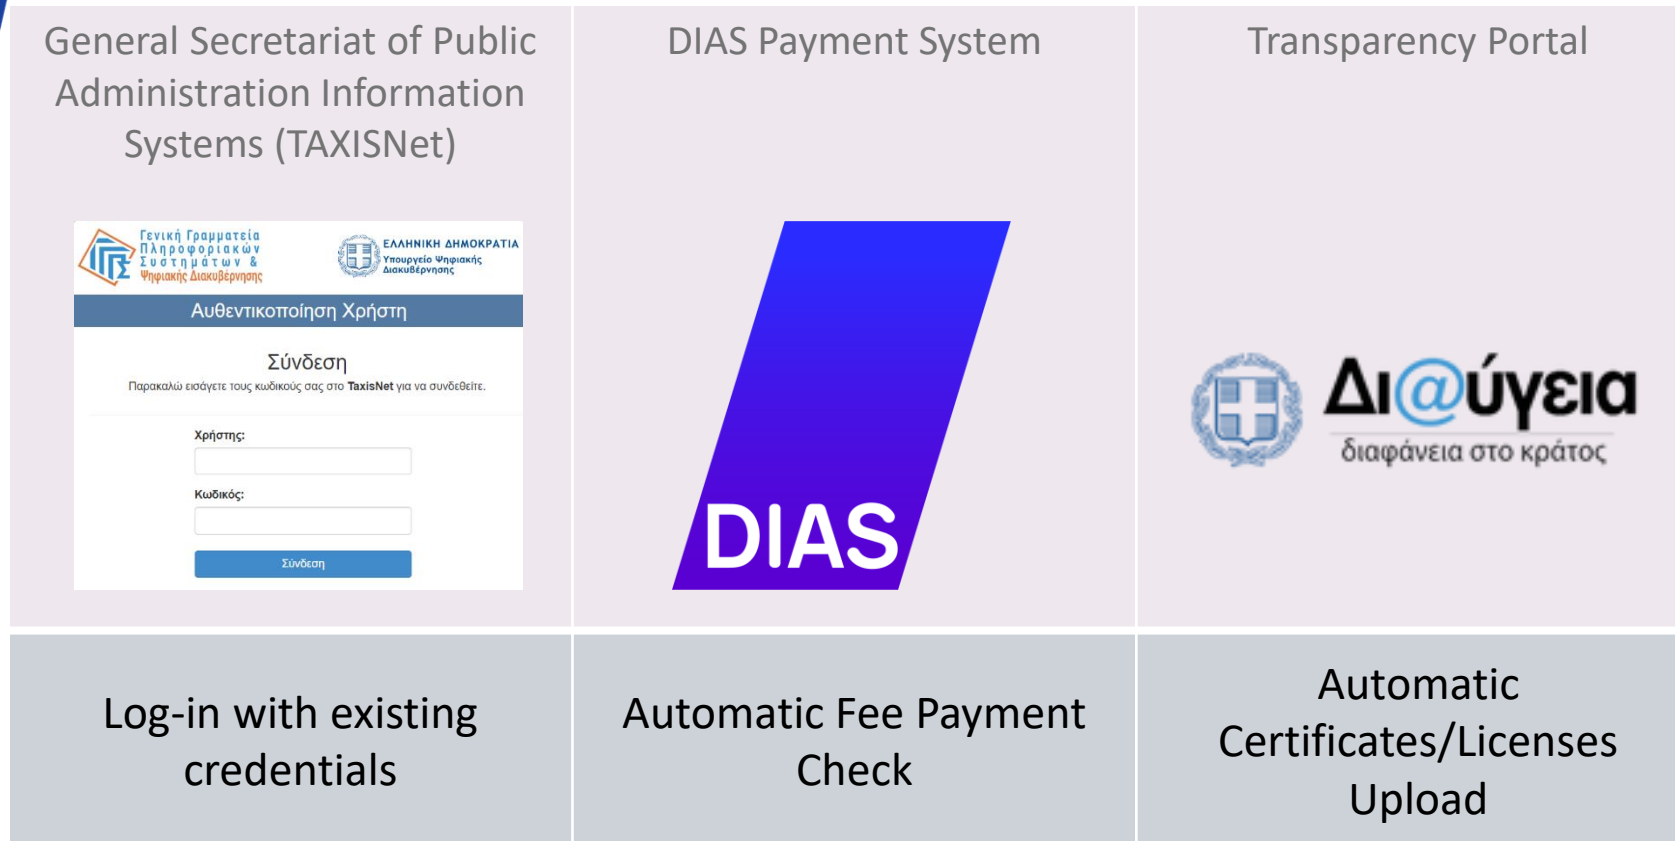 General Secretariat of Public
Administration Information
Systems (TAXISNet)
DIAS Payment System
Transparency Portal
Γενική Γραμματεία
Πληροφοριακών
Συστημάτων &
Ψηφιακής Διακυβέρνησης
ΕΛΛΗΝΙΚΗ ΔΗΜΟΚΡΑΤΙΑ
Υπουργείο Ψηφιακής
Διακυβέρνησης
Αυθεντικοποίηση Χρήστη
Σύνδεση
Παρακαλώ εισάγετε τους κωδικούς σας στο TaxisNet για να συνδεθείτε.
Χρήστης:
Κωδικός:
Σύνδεση
DIAS
Δι@ύγεια
διαφάνεια στο κράτος
Log-in with existing
credentials
Automatic Fee Payment
Check
Automatic
Certificates/Licenses
Upload